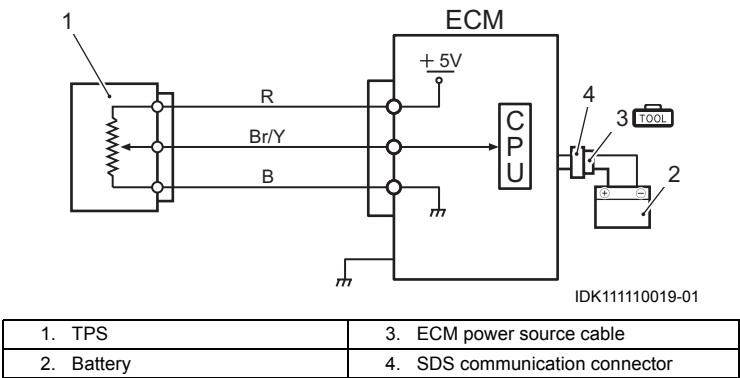 ECM
1
+ 5V
R
4
3 TOOL
CPU
Br/Y
B
2
+ −
IDK111110019-01
1. TPS 3. ECM power source cable
2. Battery 4. SDS communication connector